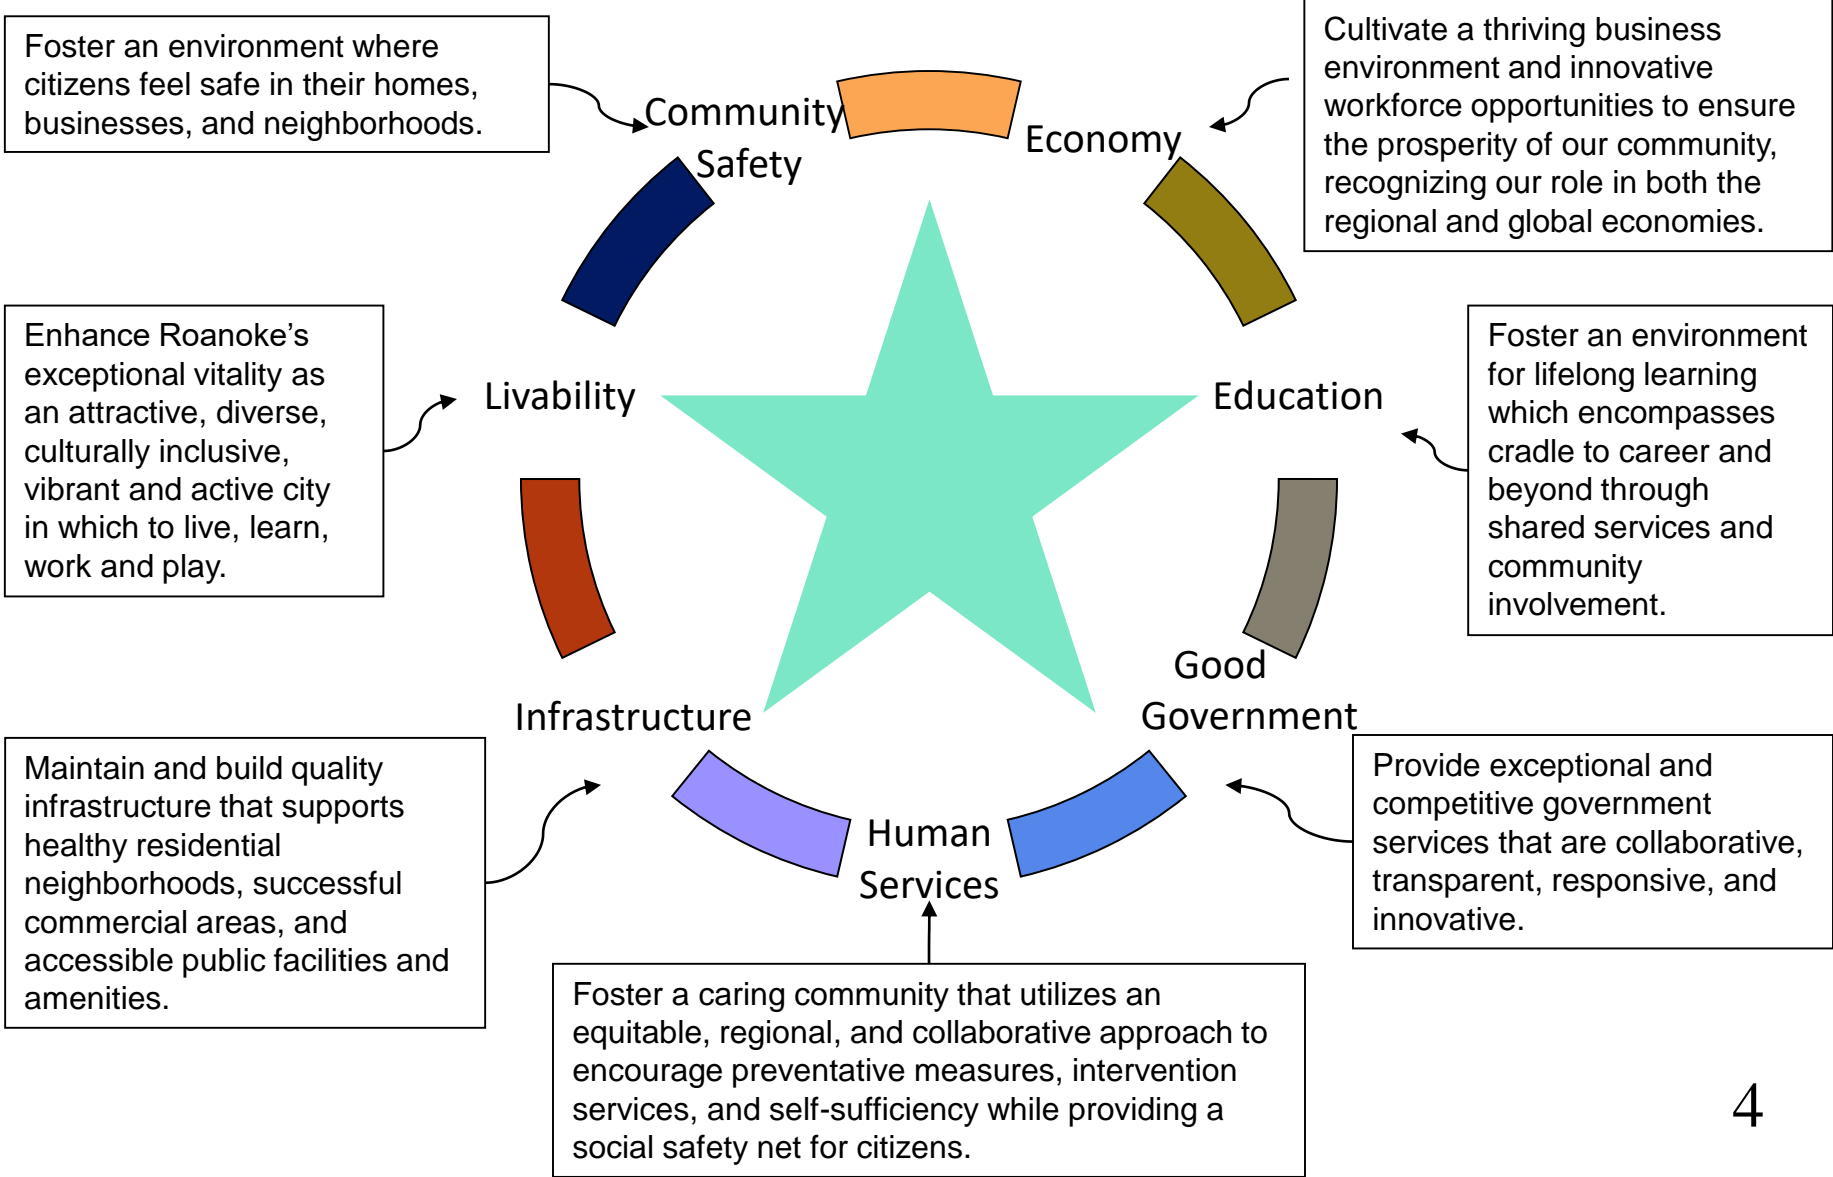 Foster an environment where
citizens feel safe in their homes,
businesses, and neighborhoods.
Community
Safety
Economy
Cultivate a thriving business
environment and innovative
workforce opportunities to ensure
the prosperity of our community,
recognizing our role in both the
regional and global economies.
Enhance Roanoke’s
exceptional vitality as
an attractive, diverse,
culturally inclusive,
vibrant and active city
in which to live, learn,
work and play.
Livability
Education
Foster an environment
for lifelong learning
which encompasses
cradle to career and
beyond through
shared services and
community
involvement.
Infrastructure
Good
Government
Maintain and build quality
infrastructure that supports
healthy residential
neighborhoods, successful
commercial areas, and
accessible public facilities and
amenities.
Human
Services
Provide exceptional and
competitive government
services that are collaborative,
transparent, responsive, and
innovative.
Foster a caring community that utilizes an
equitable, regional, and collaborative approach to
encourage preventative measures, intervention
services, and self-sufficiency while providing a
social safety net for citizens.
4